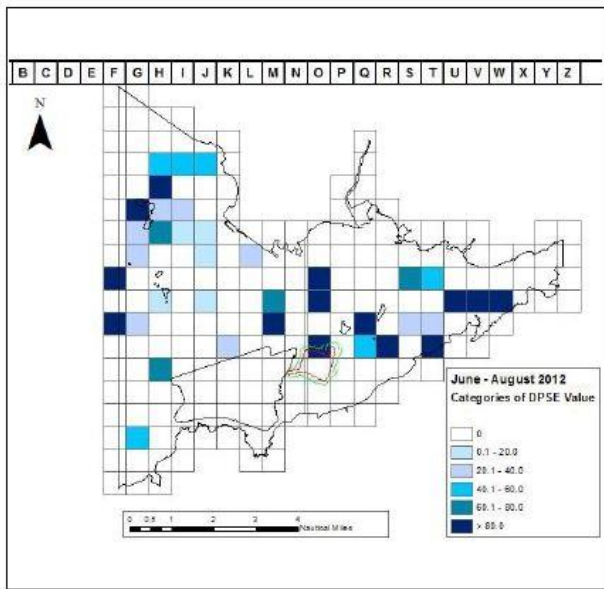 B C D E F G H I J K L M N O P Q R S T U V W X Y Z
N
June - August 2012
Categories of DPSE Value
0
0.1 - 20.0
20.1 - 40.0
40.1 - 60.0
60.1 - 80.0
> 80.0
0 0.5 1 2 3 4
Nautical Miles